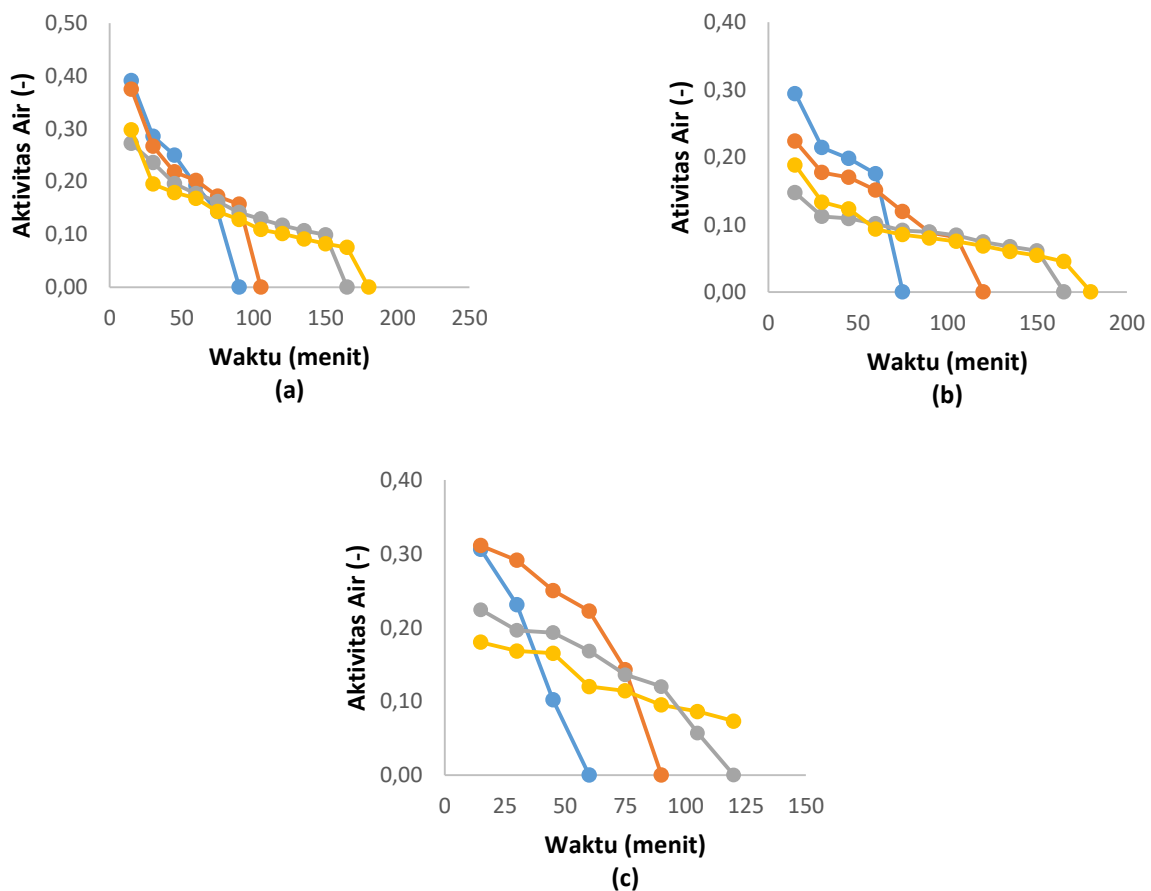 0,50
0,40
0,30
0,20
0,10
0,00
Aktivitas Air (-)
0 50 100 150 200 250
Waktu (menit)
(a)
0,40
0,30
0,20
0,10
0,00
Ativitas Air (-)
0 50 100 150 200
Waktu (menit)
(b)
0,40
0,30
0,20
0,10
0,00
Aktivitas Air (-)
0 25 50 75 100 125 150
Waktu (menit)
(c)